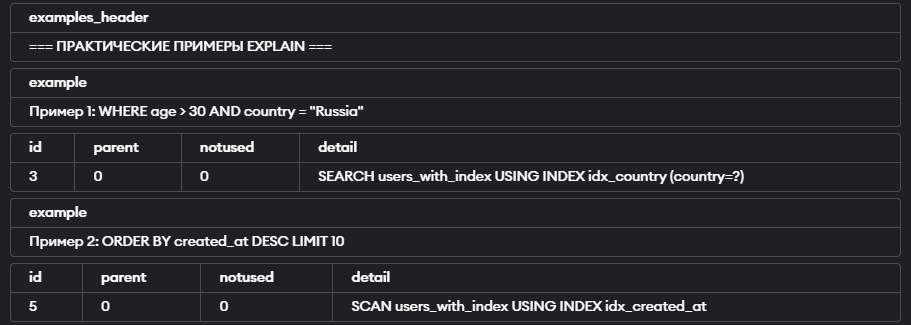 examples_header
=== ПРАКТИЧЕСКИЕ ПРИМЕРЫ EXPLAIN ===
example
Пример 1: WHERE age > 30 AND country = "Russia"
id parent notused detail
3 0 0 SEARCH users_with_index USING INDEX idx_country (country=?)
example
Пример 2: ORDER BY created_at DESC LIMIT 10
id parent notused detail
5 0 0 SCAN users_with_index USING INDEX idx_created_at